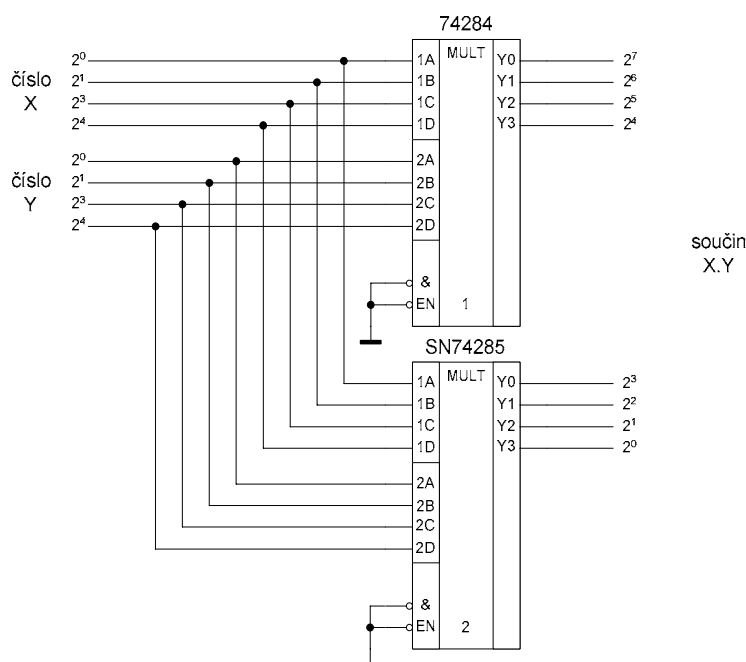 74284
2⁰ 1A MULT Y0 2⁷
číslo 2¹ 1B Y1 2⁶
X 2³ 1C Y2 2⁵
2⁴ 1D Y3 2⁴
2⁰ 2A
číslo 2¹ 2B
Y 2³ 2C
2⁴ 2D
součin
X.Y
&
EN 1
SN74285
1A MULT Y0 2³
1B Y1 2²
1C Y2 2¹
1D Y3 2⁰
2A
2B
2C
2D
&
EN 2